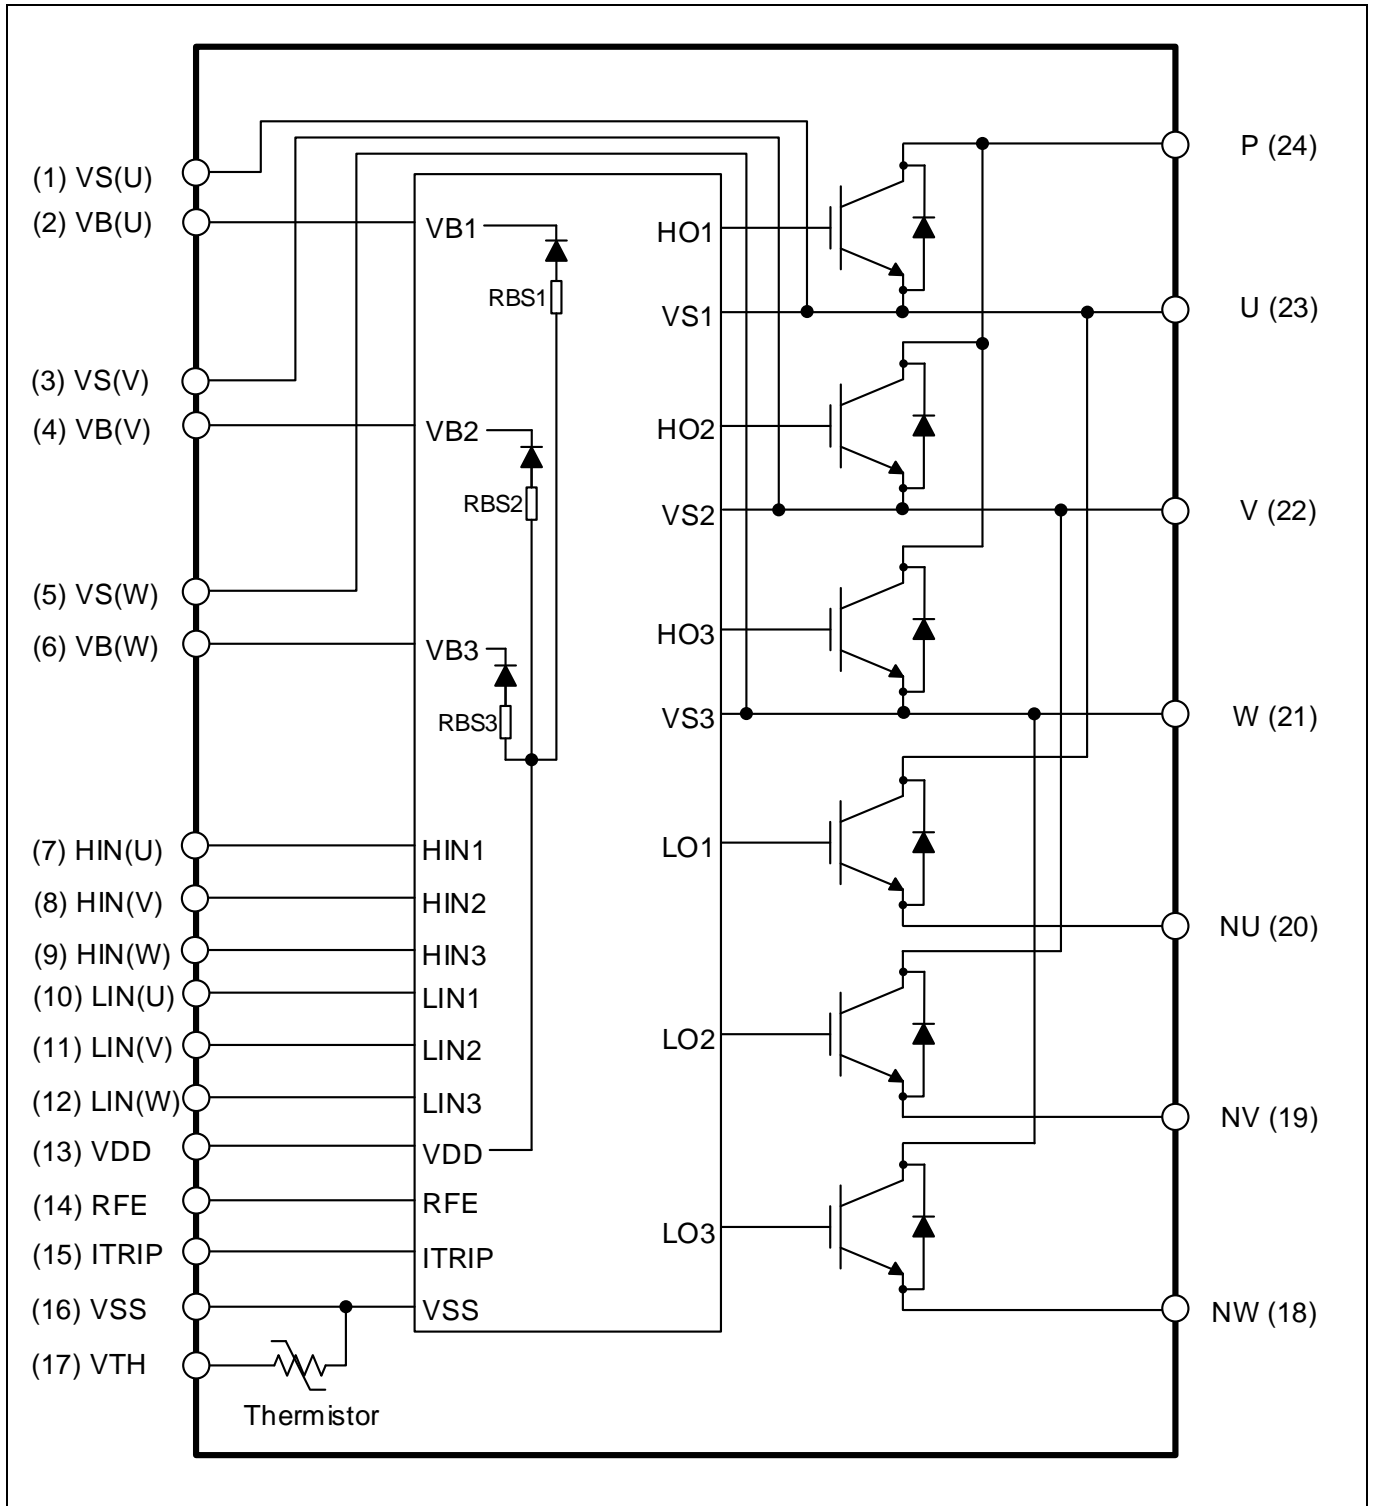 (1) VS(U)
(2) VB(U)
(3) VS(V)
(4) VB(V)
(5) VS(W)
(6) VB(W)
(7) HIN(U)
(8) HIN(V)
(9) HIN(W)
(10) LIN(U)
(11) LIN(V)
(12) LIN(W)
(13) VDD
(14) RFE
(15) ITRIP
(16) VSS
(17) VTH
Thermistor
VB1
RBS1
VB2
RBS2
VB3
RBS3
HIN1
HIN2
HIN3
LIN1
LIN2
LIN3
VDD
RFE
ITRIP
VSS
HO1
VS1
HO2
VS2
HO3
VS3
LO1
LO2
LO3
P (24)
U (23)
V (22)
W (21)
NU (20)
NV (19)
NW (18)